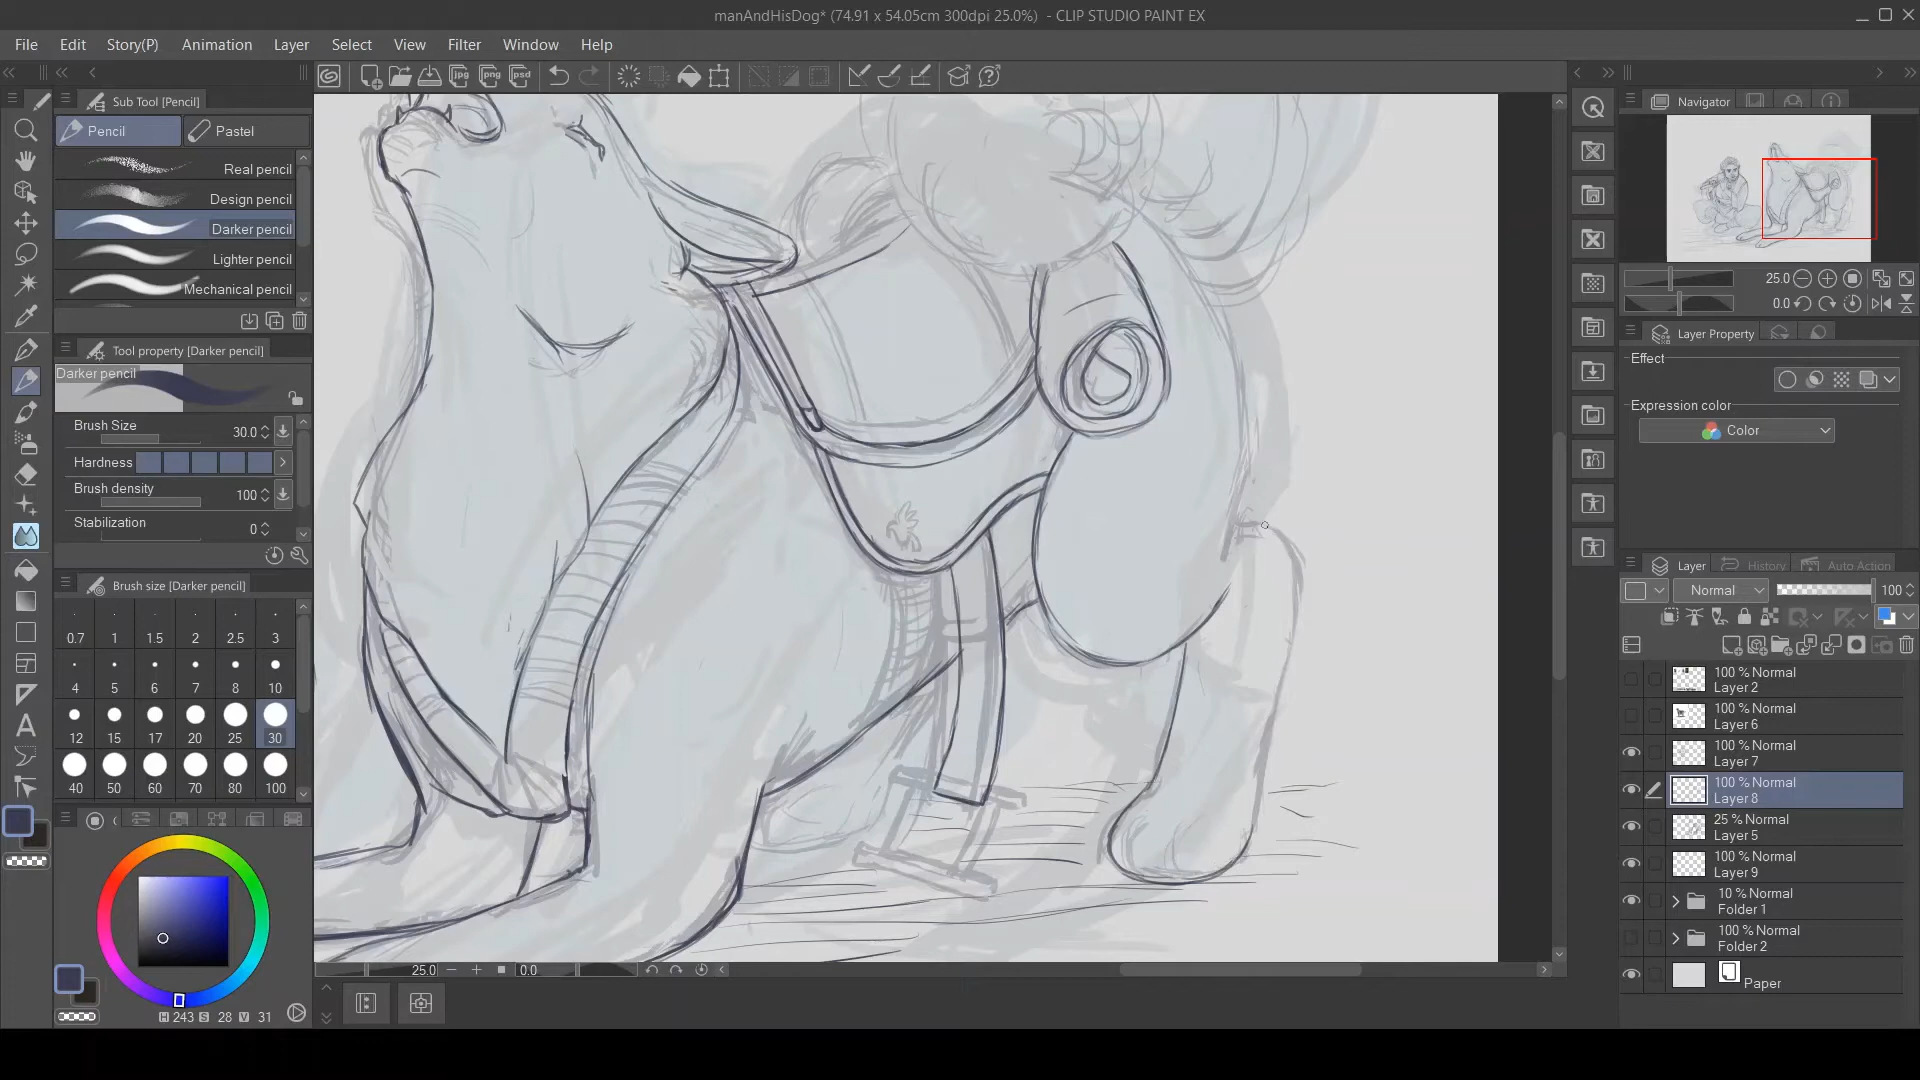 manAndHisDog* (74.91 x 54.05cm 300dpi 25.0%) - CLIP STUDIO PAINT EX
File Edit Story(P) Animation Layer Select View Filter Window Help
jpg png psd
Sub Tool [Pencil]
Pencil Pastel
Real pencil
Design pencil
Darker pencil
Lighter pencil
Mechanical pencil
Tool property [Darker pencil]
Darker pencil
Brush Size 30.0
Hardness
Brush density 100
Stabilization 0
Brush size [Darker pencil]
0.7 1 1.5 2 2.5 3
4 5 6 7 8 10
12 15 17 20 25 30
40 50 60 70 80 100
H 243 S 28 V 31
25.0 0.0
Navigator
25.0
0.0
Layer Property
Effect
Expression color
Color
Layer History Auto Action
Normal 100
100 % Normal
Layer 2
100 % Normal
Layer 6
100 % Normal
Layer 7
100 % Normal
Layer 8
25 % Normal
Layer 5
100 % Normal
Layer 9
10 % Normal
Folder 1
100 % Normal
Folder 2
Paper